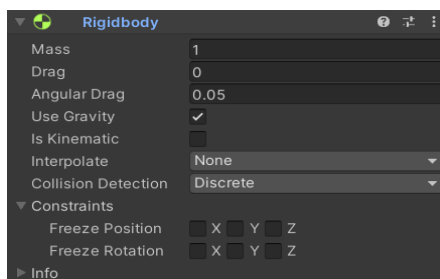 Rigidbody
Mass 1
Drag 0
Angular Drag 0.05
Use Gravity
Is Kinematic
Interpolate None
Collision Detection Discrete
Constraints
Freeze Position X Y Z
Freeze Rotation X Y Z
Info